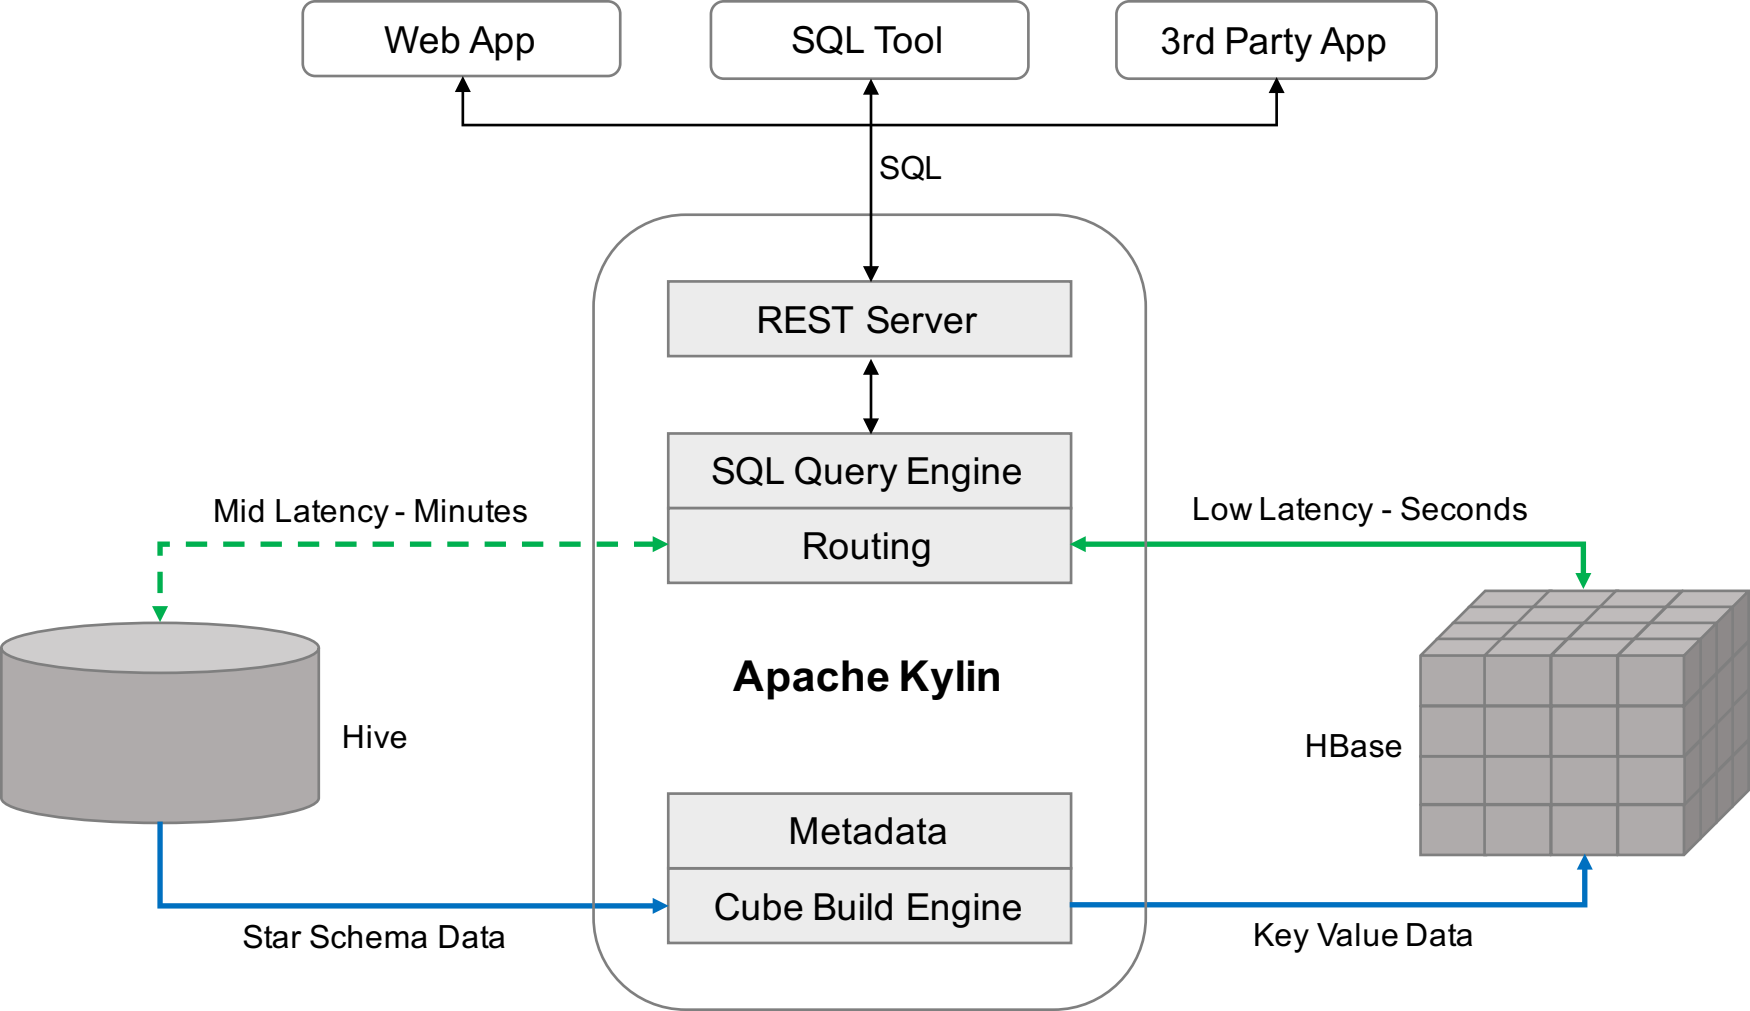 Web App
SQL Tool
3rd Party App
SQL
REST Server
SQL Query Engine
Mid Latency - Minutes
Low Latency - Seconds
Routing
Apache Kylin
Hive
HBase
Metadata
Cube Build Engine
Star Schema Data
Key Value Data